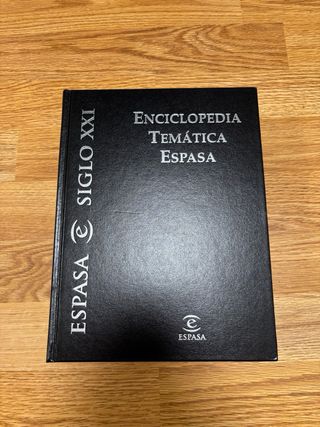 ENCICLOPEDIA
TEMÁTICA
ESPASA
ESPASA e SIGLO XXI
e
ESPASA